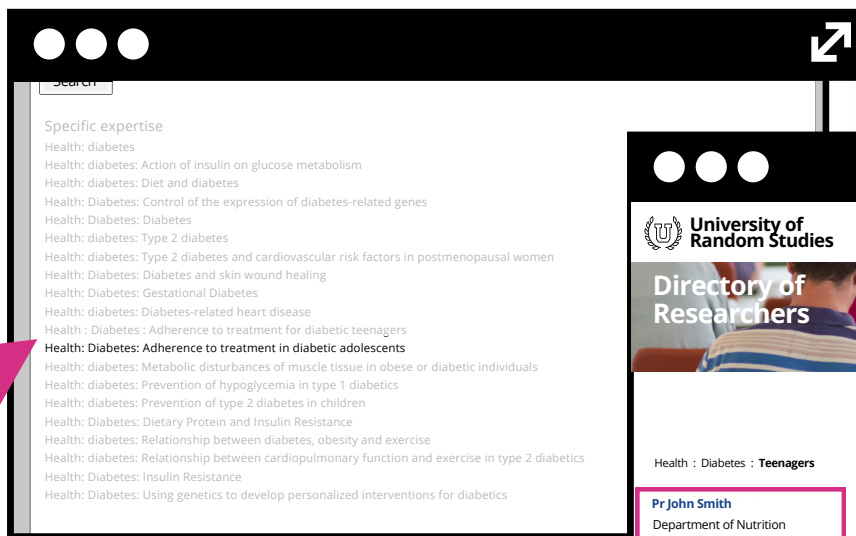 Search
Specific expertise
Health: diabetes
Health: diabetes: Action of insulin on glucose metabolism
Health: diabetes: Diet and diabetes
Health: Diabetes: Control of the expression of diabetes-related genes
Health: Diabetes: Diabetes
Health: diabetes: Type 2 diabetes
Health: diabetes: Type 2 diabetes and cardiovascular risk factors in postmenopausal women
Health: Diabetes: Diabetes and skin wound healing
Health: Diabetes: Gestational Diabetes
Health: diabetes: Diabetes-related heart disease
Health : Diabetes : Adherence to treatment for diabetic teenagers
Health: Diabetes: Adherence to treatment in diabetic adolescents
Health: diabetes: Metabolic disturbances of muscle tissue in obese or diabetic individuals
Health: diabetes: Prevention of hypoglycemia in type 1 diabetics
Health: diabetes: Prevention of type 2 diabetes in children
Health: Diabetes: Dietary Protein and Insulin Resistance
Health: diabetes: Relationship between diabetes, obesity and exercise
Health: diabetes: Relationship between cardiopulmonary function and exercise in type 2 diabetics
Health: Diabetes: Insulin Resistance
Health: Diabetes: Using genetics to develop personalized interventions for diabetics
U
University of
Random Studies
Directory of
Researchers
Health : Diabetes : Teenagers
Pr John Smith
Department of Nutrition